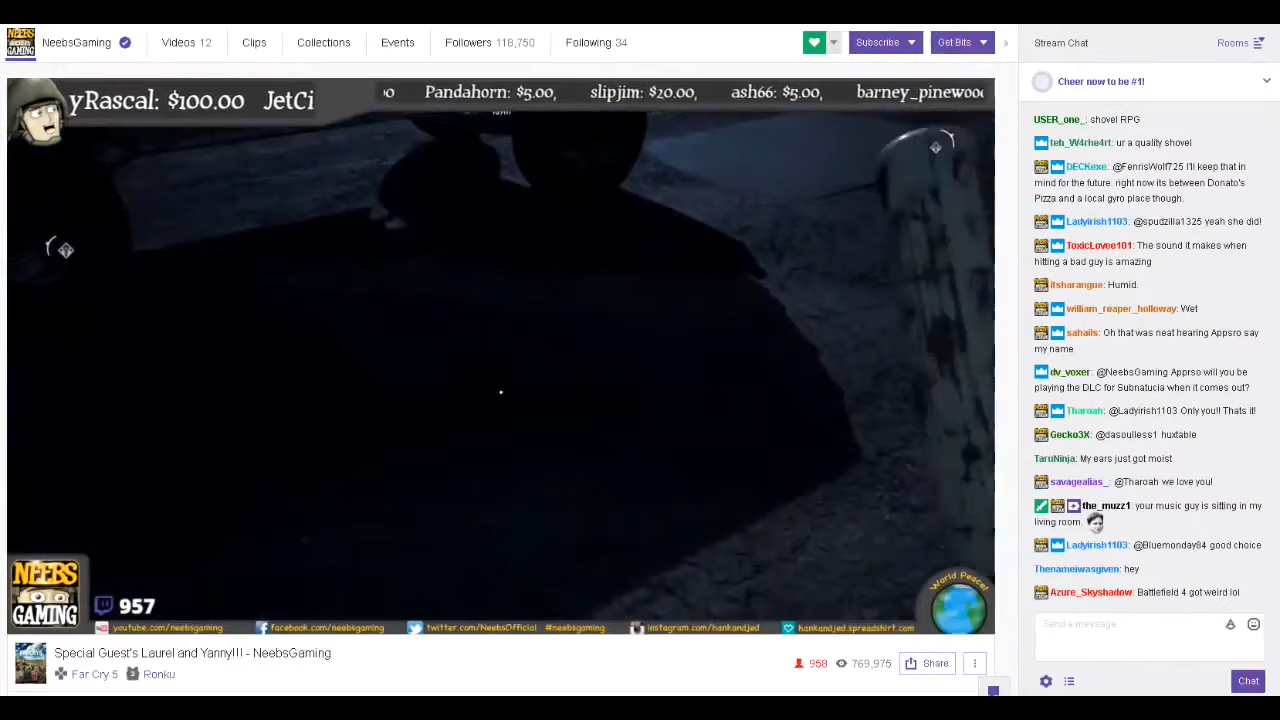 NEEBS
GAMING
NeebsGaming
Videos 12
Clips
Collections
Events
Followers 118,750
Following 34
Subscribe
Get Bits
Stream Chat
Rooms
yRascal: $100.00 JetCi
Pandahorn: $5.00, slipjim: $20.00, ash66: $5.00, barney_pinewood
Cheer now to be #1!
USER_one_: shovel RPG
teh_W4rhe4rt: ur a quality shovel
DECKexe: @FenrisWolf725 I'll keep that in
mind for the future. right now its between Donato's
Pizza and a local gyro place though.
Ladyirish1103: @spudzilla1325 yeah she did!
ToxicLovee101: The sound it makes when
hitting a bad guy is amazing
itsharangue: Humid.
william_reaper_holloway: Wet
sahails: Oh that was neat hearing Appsro say
my name
dv_voxer: @NeebsGaming Apprso will you be
playing the DLC for Subnatucia when it comes out?
Tharoah: @Ladyirish1103 Only you!! Thats it!
Gecko3X: @dasoulless1 huxtable
TaruNinja: My ears just got moist
savagealias_: @Tharoah we love you!
the_muzz1: your music guy is sitting in my
living room.
Ladyirish1103: @Bluemonday84 good choice
Thenameiwasgiven: hey
Azure_Skyshadow: Battlefield 4 got weird lol
Send a message
Chat
NEEBS
GAMING
957
World Peace!
youtube.com/neebsgaming
facebook.com/neebsgaming
twitter.com/NeebsOfficial #neebsgaming
instagram.com/hankandjed
hankandjed.spreadshirt.com
Special Guest's Laurel and Yanny!!! - NeebsGaming
Far Cry 5
Ronku
958
769,975
Share